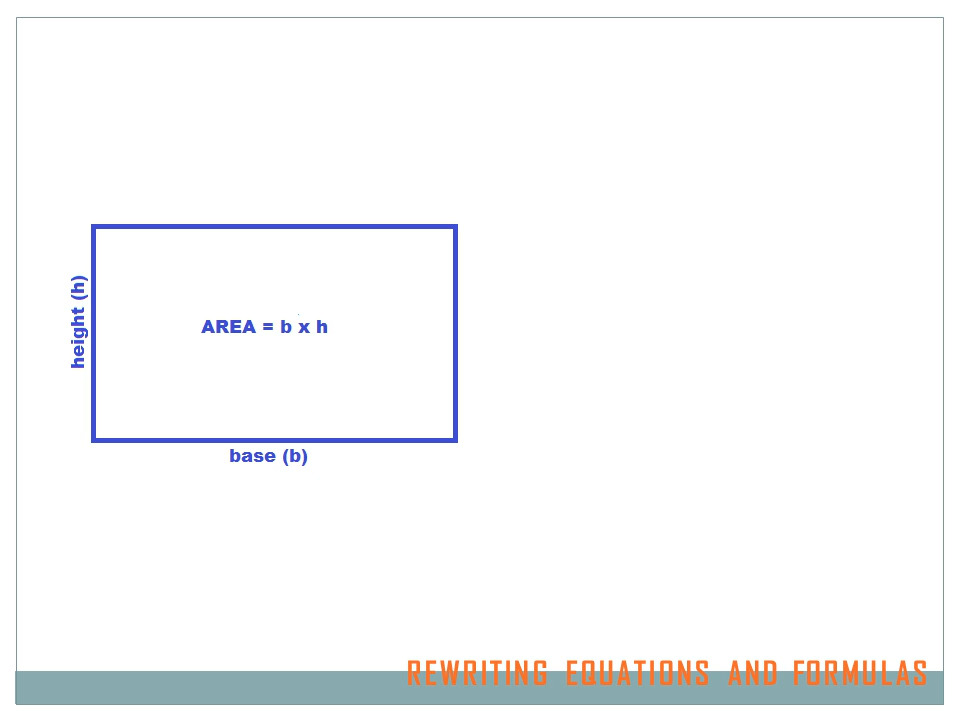 height (h)
AREA = b x h
base (b)
REWRITING EQUATIONS AND FORMULAS